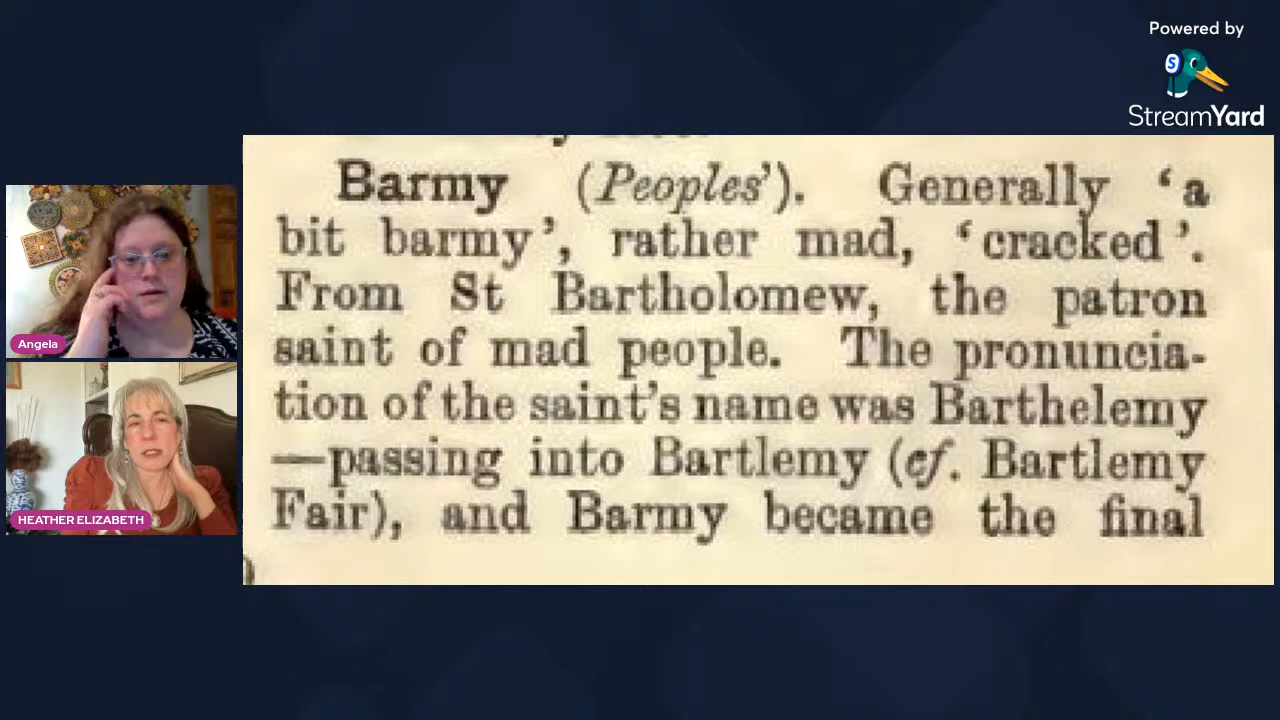 Powered by
StreamYard
Barmy (Peoples'). Generally ‘a
bit barmy’, rather mad, ‘cracked’.
From St Bartholomew, the patron
saint of mad people. The pronuncia-
tion of the saint's name was Barthelemy
—passing into Bartlemy (cf. Bartlemy
Fair), and Barmy became the final
Angela
HEATHER ELIZABETH